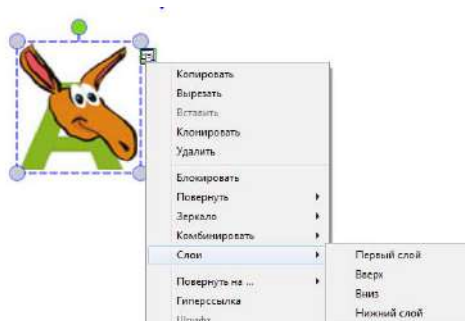 A
Копировать
Вырезать
Вставить
Клонировать
Удалить
Блокировать
Повернуть
Зеркало
Комбинировать
Слои
Первый слой
Вверх
Повернуть на ...
Вниз
Гиперссылка
Нижний слой
Шрифт